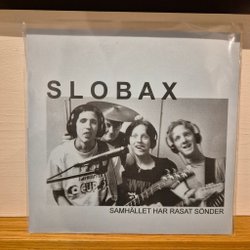 SLOBAX
SAMHÄLLET HAR RASAT SÖNDER